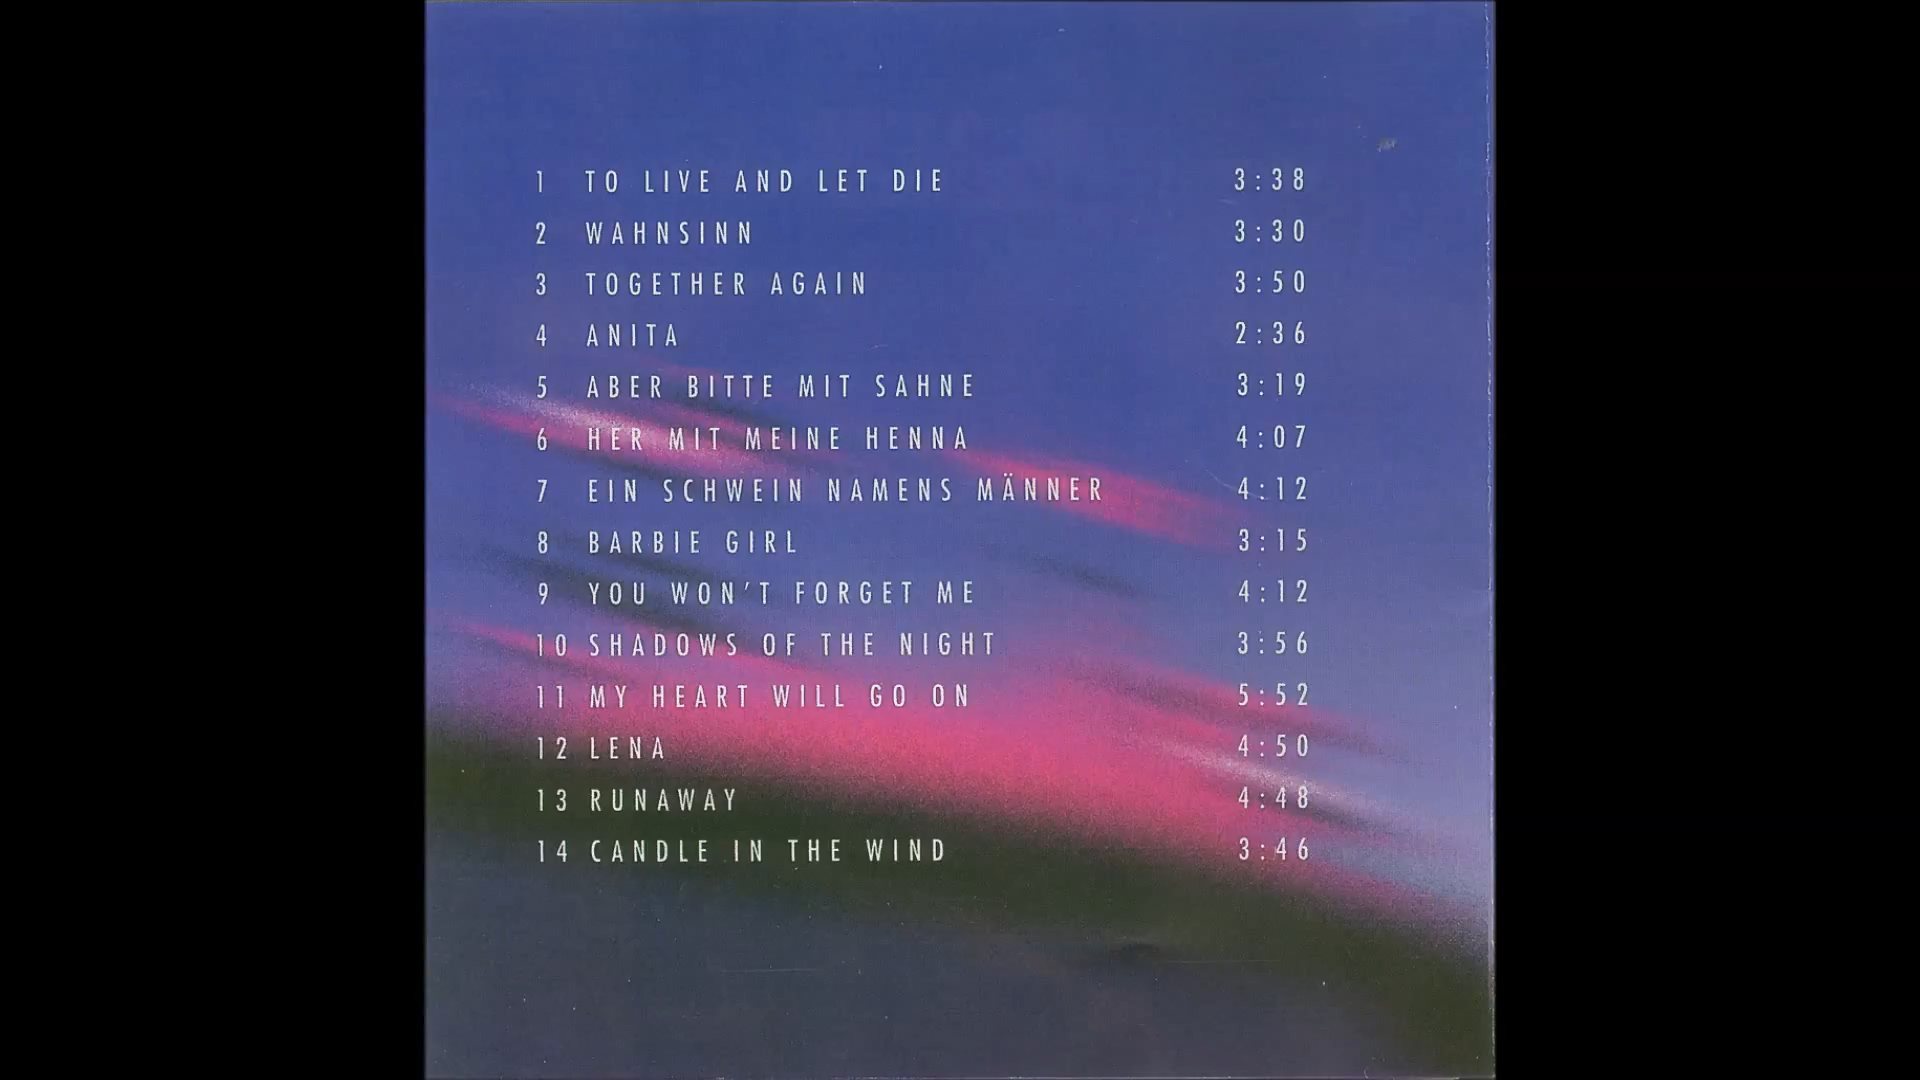 1 TO LIVE AND LET DIE 3:38
2 WAHNSINN 3:30
3 TOGETHER AGAIN 3:50
4 ANITA 2:36
5 ABER BITTE MIT SAHNE 3:19
6 HER MIT MEINE HENNA 4:07
7 EIN SCHWEIN NAMENS MÄNNER 4:12
8 BARBIE GIRL 3:15
9 YOU WON'T FORGET ME 4:12
10 SHADOWS OF THE NIGHT 3:56
11 MY HEART WILL GO ON 5:52
12 LENA 4:50
13 RUNAWAY 4:48
14 CANDLE IN THE WIND 3:46